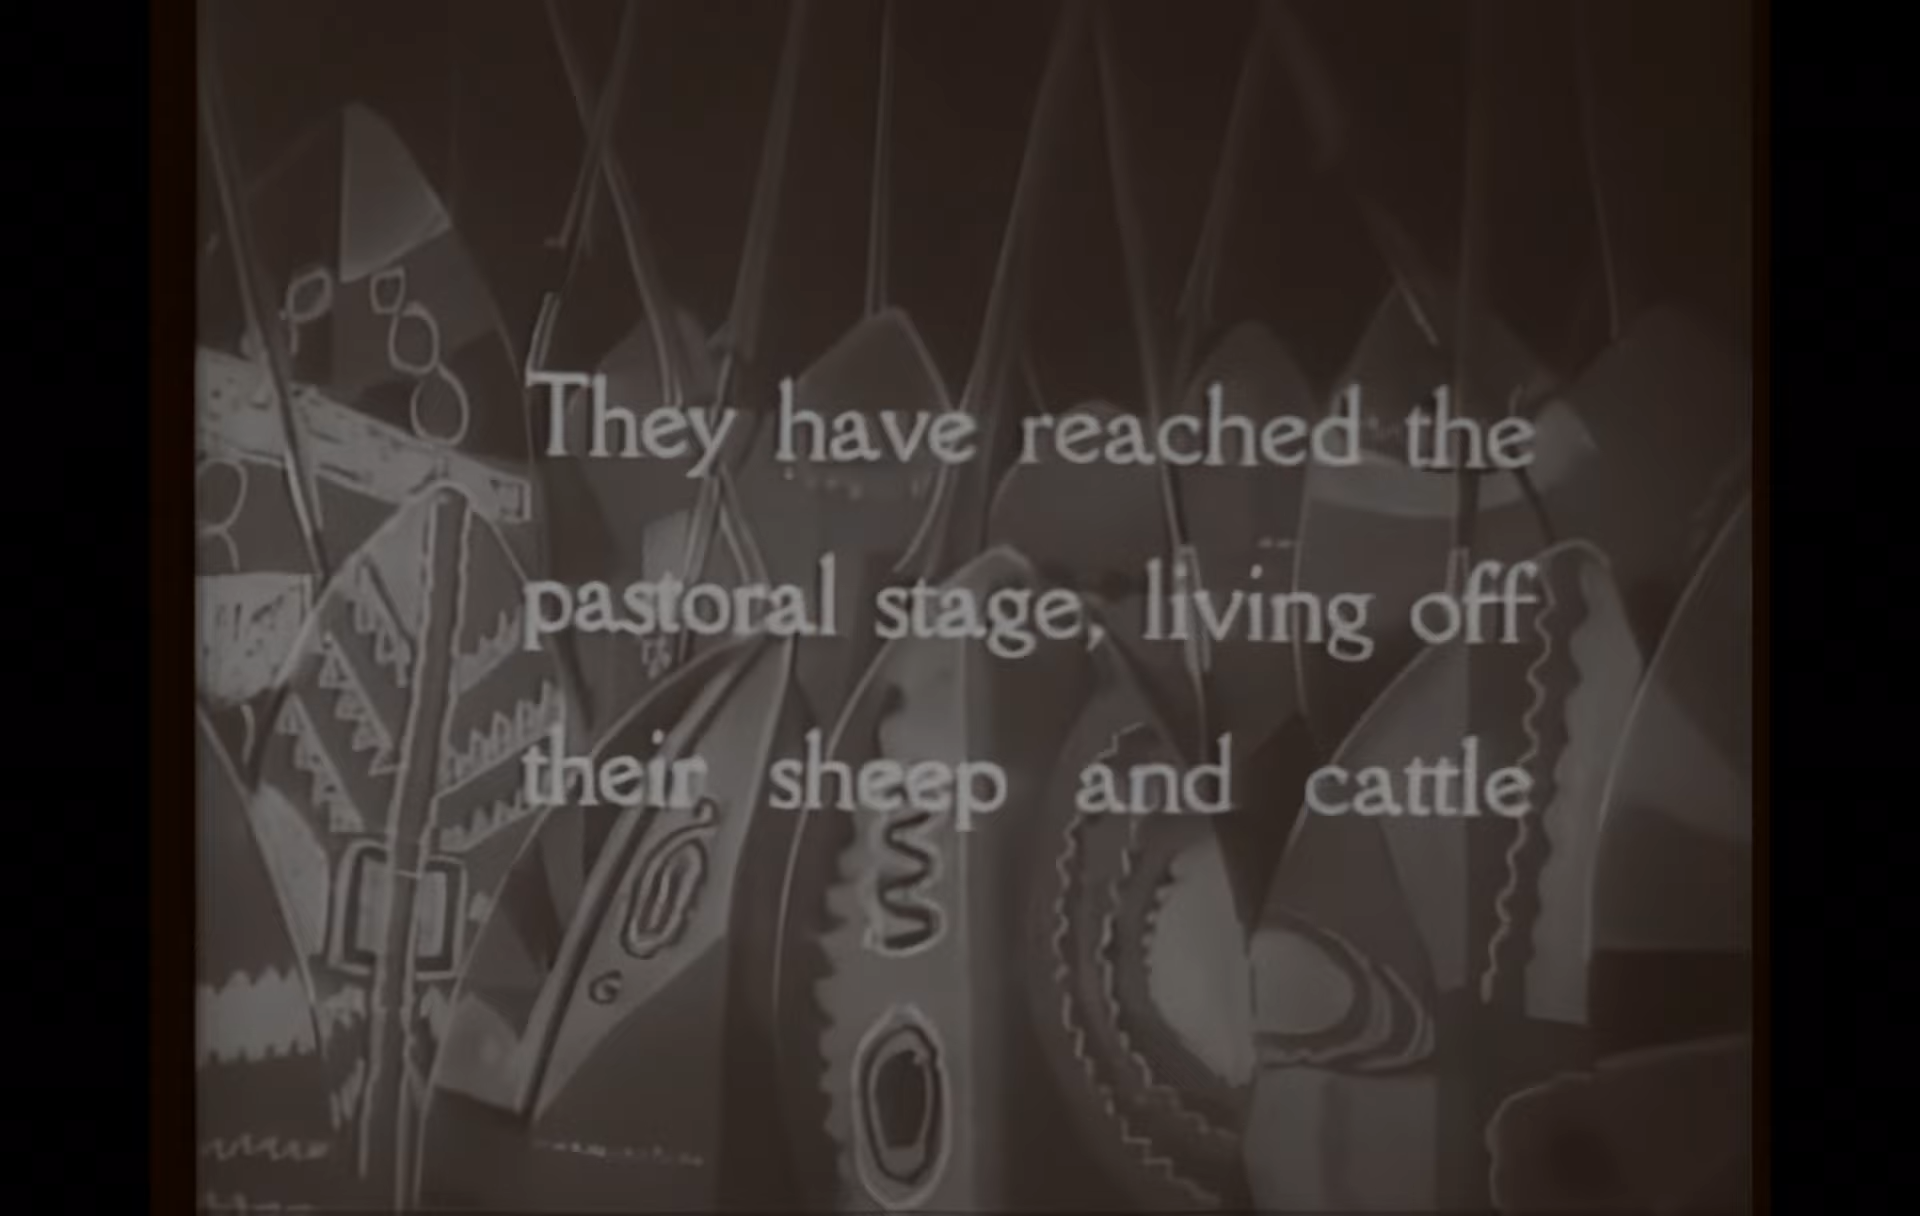 They have reached the
pastoral stage, living off
their sheep and cattle